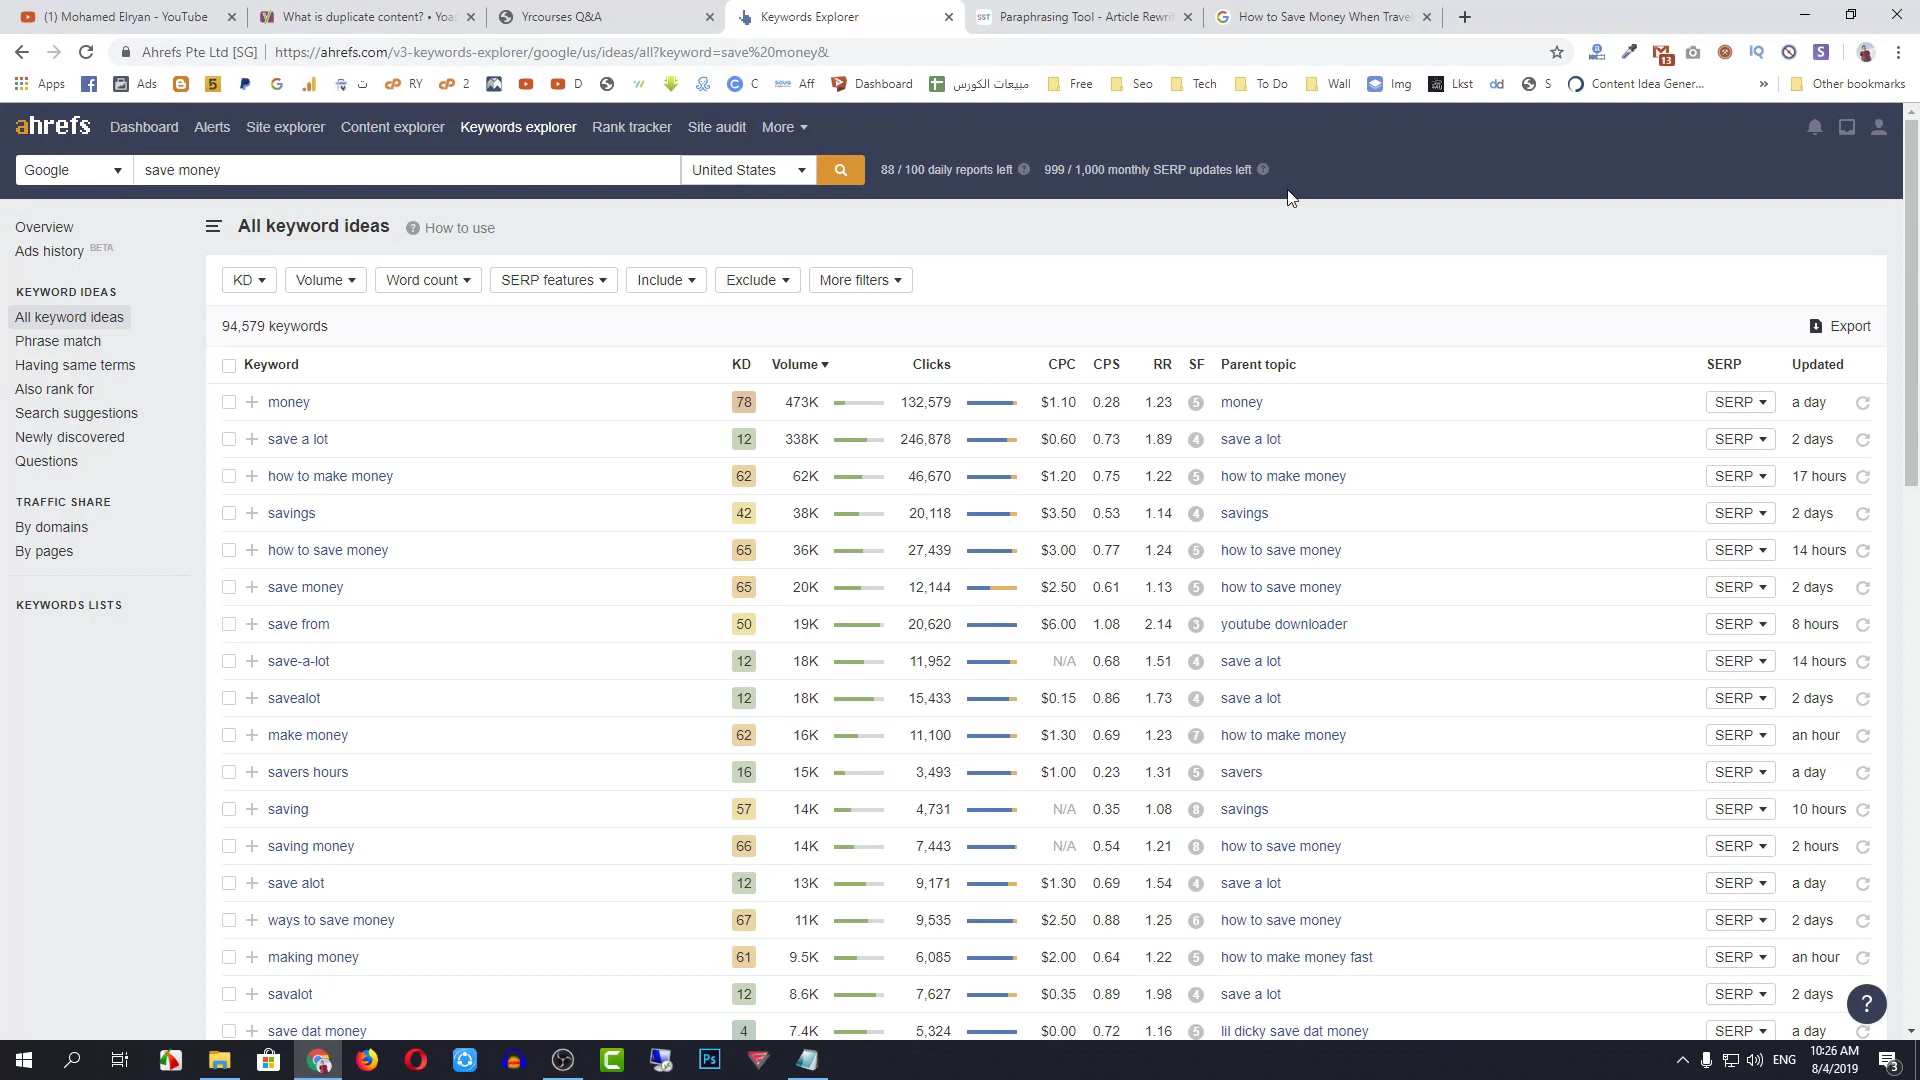 (1) Mohamed Elryan - YouTube
What is duplicate content? • Yoas
Yrcourses Q&A
Keywords Explorer
Paraphrasing Tool - Article Rewrit
How to Save Money When Travel
Ahrefs Pte Ltd [SG] | https://ahrefs.com/v3-keywords-explorer/google/us/ideas/all?keyword=save%20money&
13
Apps Ads 5 ت RY 2 D C Aff Dashboard مبيعات الكورس Free Seo Tech To Do Wall Img Lkst dd S Content Idea Gener... » Other bookmarks
ahrefs Dashboard Alerts Site explorer Content explorer Keywords explorer Rank tracker Site audit More
Google save money United States 88 / 100 daily reports left ? 999 / 1,000 monthly SERP updates left ?
Overview
Ads history BETA
KEYWORD IDEAS
All keyword ideas
Phrase match
Having same terms
Also rank for
Search suggestions
Newly discovered
Questions
TRAFFIC SHARE
By domains
By pages
KEYWORDS LISTS
All keyword ideas ? How to use
KD Volume Word count SERP features Include Exclude More filters
94,579 keywords Export
Keyword KD Volume Clicks CPC CPS RR SF Parent topic SERP Updated
money 78 473K 132,579 $1.10 0.28 1.23 5 money SERP a day
save a lot 12 338K 246,878 $0.60 0.73 1.89 4 save a lot SERP 2 days
how to make money 62 62K 46,670 $1.20 0.75 1.22 5 how to make money SERP 17 hours
savings 42 38K 20,118 $3.50 0.53 1.14 4 savings SERP 2 days
how to save money 65 36K 27,439 $3.00 0.77 1.24 5 how to save money SERP 14 hours
save money 65 20K 12,144 $2.50 0.61 1.13 5 how to save money SERP 2 days
save from 50 19K 20,620 $6.00 1.08 2.14 3 youtube downloader SERP 8 hours
save-a-lot 12 18K 11,952 N/A 0.68 1.51 4 save a lot SERP 14 hours
savealot 12 18K 15,433 $0.15 0.86 1.73 4 save a lot SERP 2 days
make money 62 16K 11,100 $1.30 0.69 1.23 7 how to make money SERP an hour
savers hours 16 15K 3,493 $1.00 0.23 1.31 5 savers SERP a day
saving 57 14K 4,731 N/A 0.35 1.08 8 savings SERP 10 hours
saving money 66 14K 7,443 N/A 0.54 1.21 8 how to save money SERP 2 hours
save alot 12 13K 9,171 $1.30 0.69 1.54 4 save a lot SERP a day
ways to save money 67 11K 9,535 $2.50 0.88 1.25 6 how to save money SERP 2 days
making money 61 9.5K 6,085 $2.00 0.64 1.22 5 how to make money fast SERP an hour
savalot 12 8.6K 7,627 $0.35 0.89 1.98 4 save a lot SERP 2 days
save dat money 4 7.4K 5,324 $0.00 0.72 1.16 5 lil dicky save dat money SERP a day
?
Ps
ENG
10:26 AM
8/4/2019
3